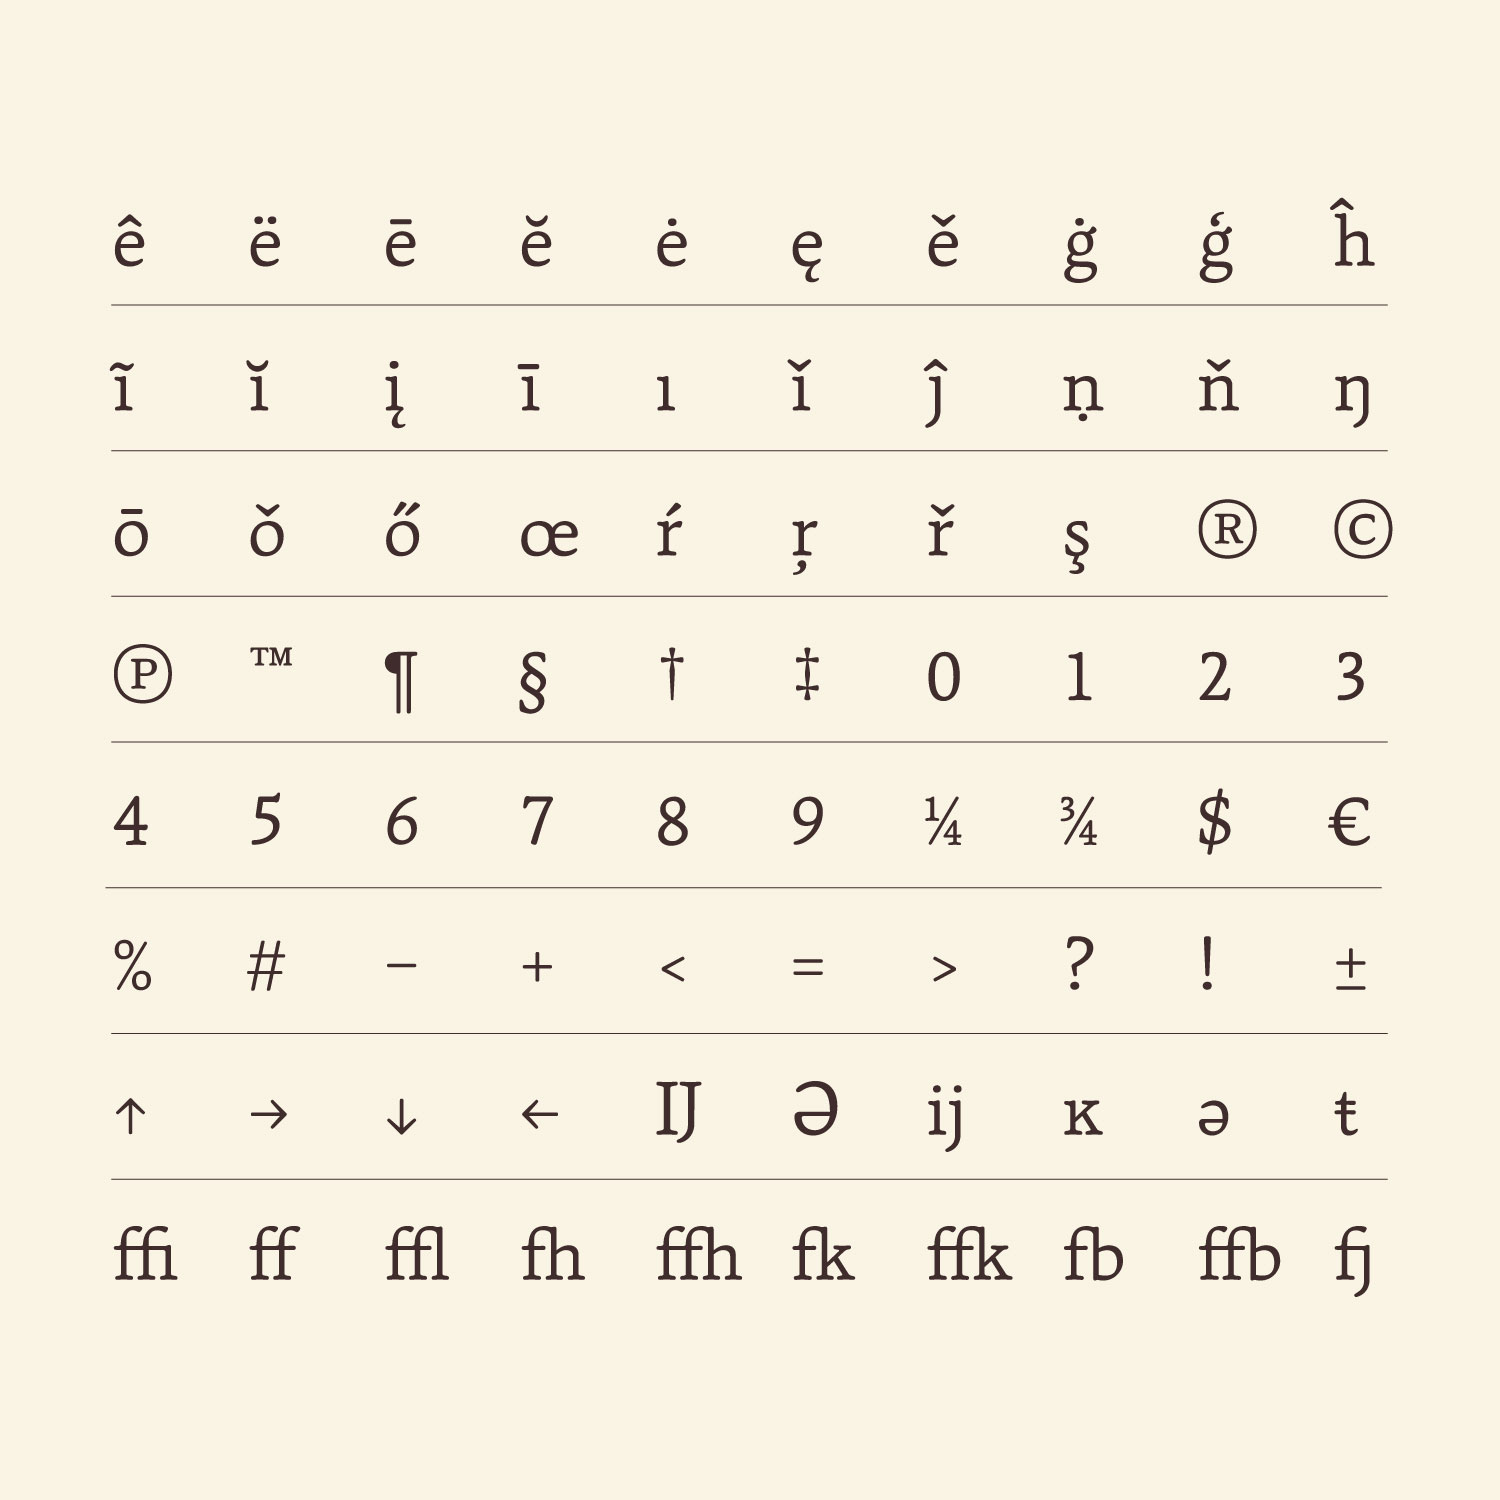 ê ë ē ĕ ė ę ě ġ ģ ĥ
ĩ ĭ į ī ı ǐ ĵ ṇ ň ŋ
ō ǒ ő œ ŕ ŗ ř ş ® ©
℗ ™ ¶ § † ‡ 0 1 2 3
4 5 6 7 8 9 ¼ ¾ $ €
% # − + < = > ? ! ±
↑ → ↓ ← IJ Ə ij ĸ ə ŧ
ffi ff ffl fh ffh fk ffk fb ffb fj